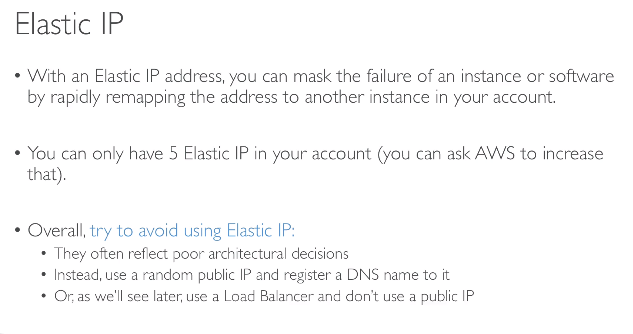 Elastic IP
• With an Elastic IP address, you can mask the failure of an instance or software
by rapidly remapping the address to another instance in your account.
• You can only have 5 Elastic IP in your account (you can ask AWS to increase
that).
• Overall, try to avoid using Elastic IP:
• They often reflect poor architectural decisions
• Instead, use a random public IP and register a DNS name to it
• Or, as we'll see later, use a Load Balancer and don't use a public IP